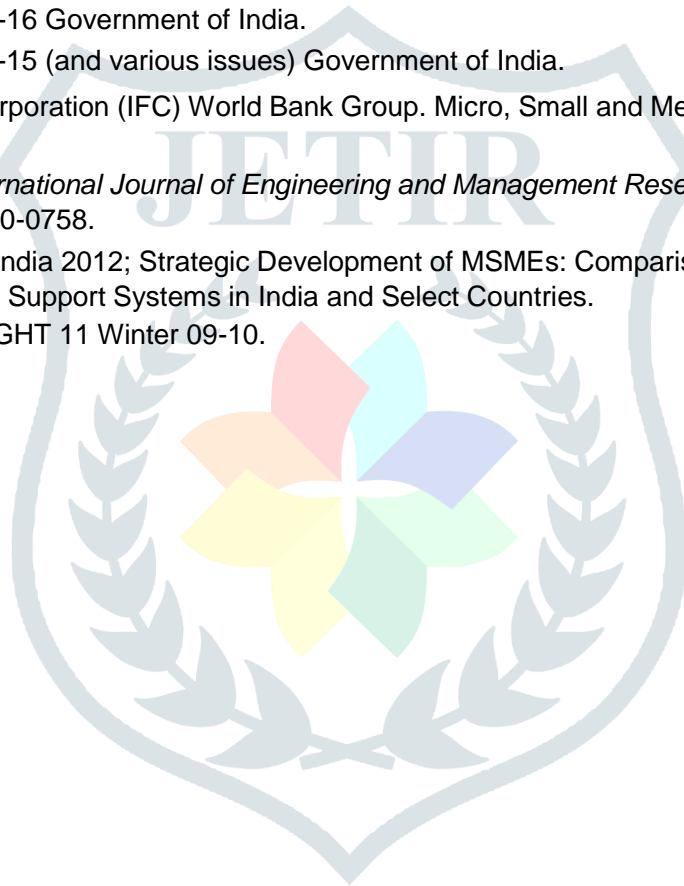 -16 Government of India.
-15 (and various issues) Government of India.
rporation (IFC) World Bank Group. Micro, Small and Me
JETIR
rnational Journal of Engineering and Management Rese
0-0758.
ndia 2012; Strategic Development of MSMEs: Comparis
Support Systems in India and Select Countries.
GHT 11 Winter 09-10.